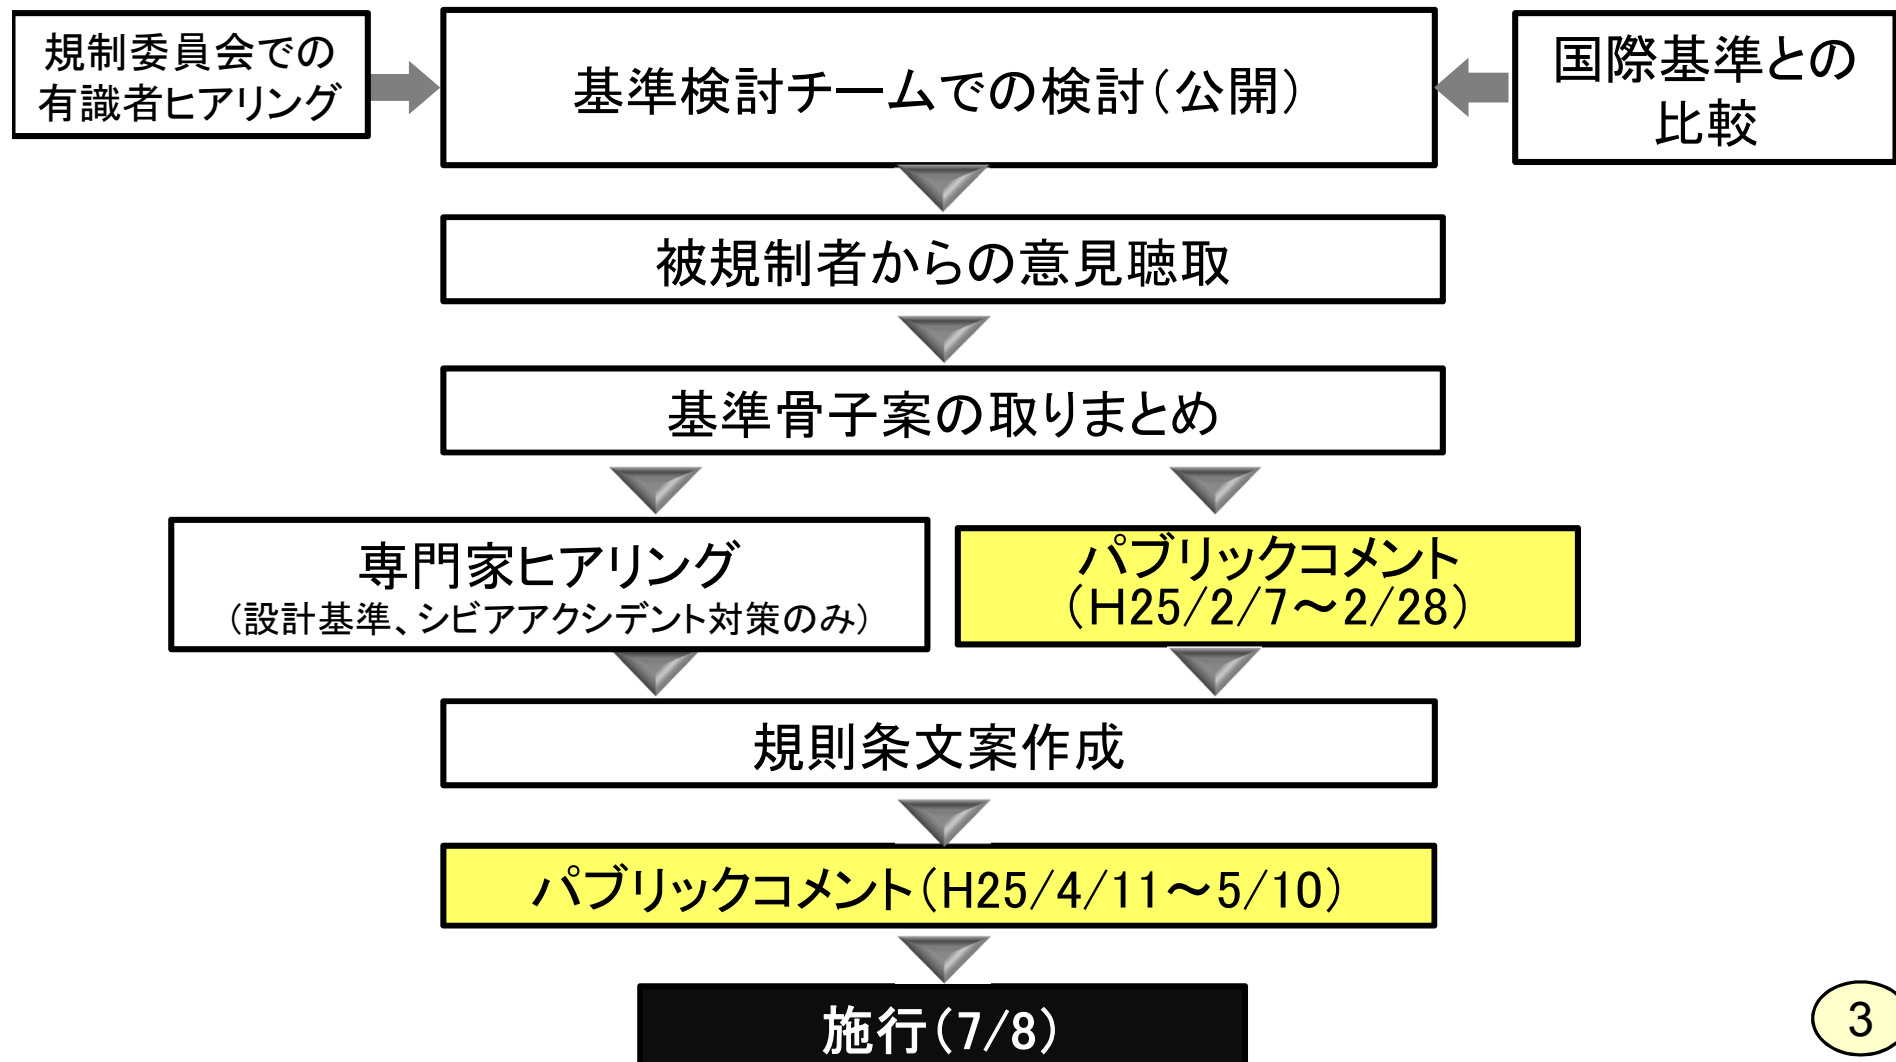 規制委員会での
有識者ヒアリング
基準検討チームでの検討（公開）
国際基準との
比較
被規制者からの意見聴取
基準骨子案の取りまとめ
専門家ヒアリング
（設計基準、シビアアクシデント対策のみ）
パブリックコメント
（H25/2/7～2/28）
規則条文案作成
パブリックコメント（H25/4/11～5/10）
施行（7/8）
3